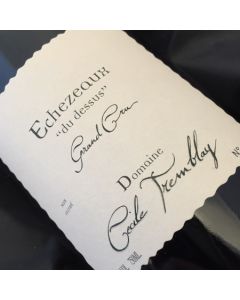 Echezeaux
"du dessus"
Grand Cru
Domaine
Cécile Tremblay
N°